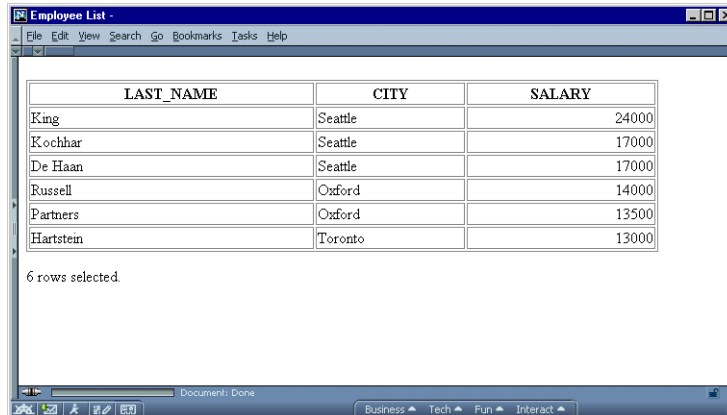 Employee List -
File Edit View Search Go Bookmarks Tasks Help
LAST_NAME CITY SALARY
King Seattle 24000
Kochhar Seattle 17000
De Haan Seattle 17000
Russell Oxford 14000
Partners Oxford 13500
Hartstein Toronto 13000
6 rows selected.
Document: Done
Business Tech Fun Interact